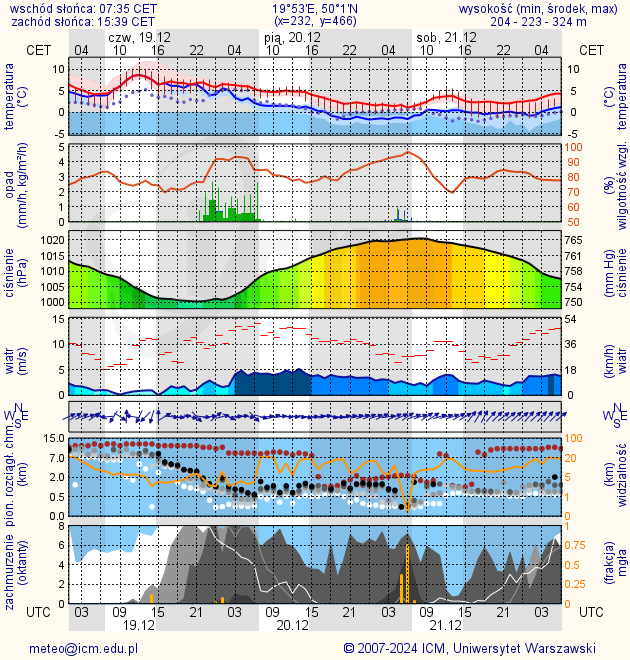 wschód słońca: 07:35 CET 19°53'E, 50°1'N wysokość (min, środek, max)
zachód słońca: 15:39 CET (x=232, y=466) 204 - 223 - 324 m
czw, 19.12 pią, 20.12 sob, 21.12
CET 04 10 16 22 04 10 16 22 04 10 16 22 04 CET
temperatura (°C) 10 5 0 -5 10 5 0 -5 temperatura (°C)
opad (mm/h, kg/m²/h) 5 4 3 2 1 0 100 90 80 70 60 50 (%) wilgotność wzgl.
ciśnienie (hPa) 1020 1015 1010 1005 1000 765 761 758 754 750 (mm Hg) ciśnienie
wiatr (m/s) 15 10 5 0 54 36 18 0 (km/h) wiatr
N W E S N W E S
pion. rozciągł. chm. (km) 15.0 7.0 2.0 0.5 0.0 100 20 5 1 0 (km) widzialność
zachmurzenie (oktanty) 8 6 4 2 0 1 0.75 0.5 0.25 0 (frakcja) mgła
UTC 03 09 15 21 03 09 15 21 03 09 15 21 03 UTC
19.12 20.12 21.12
meteo@icm.edu.pl © 2007-2024 ICM, Uniwersytet Warszawski